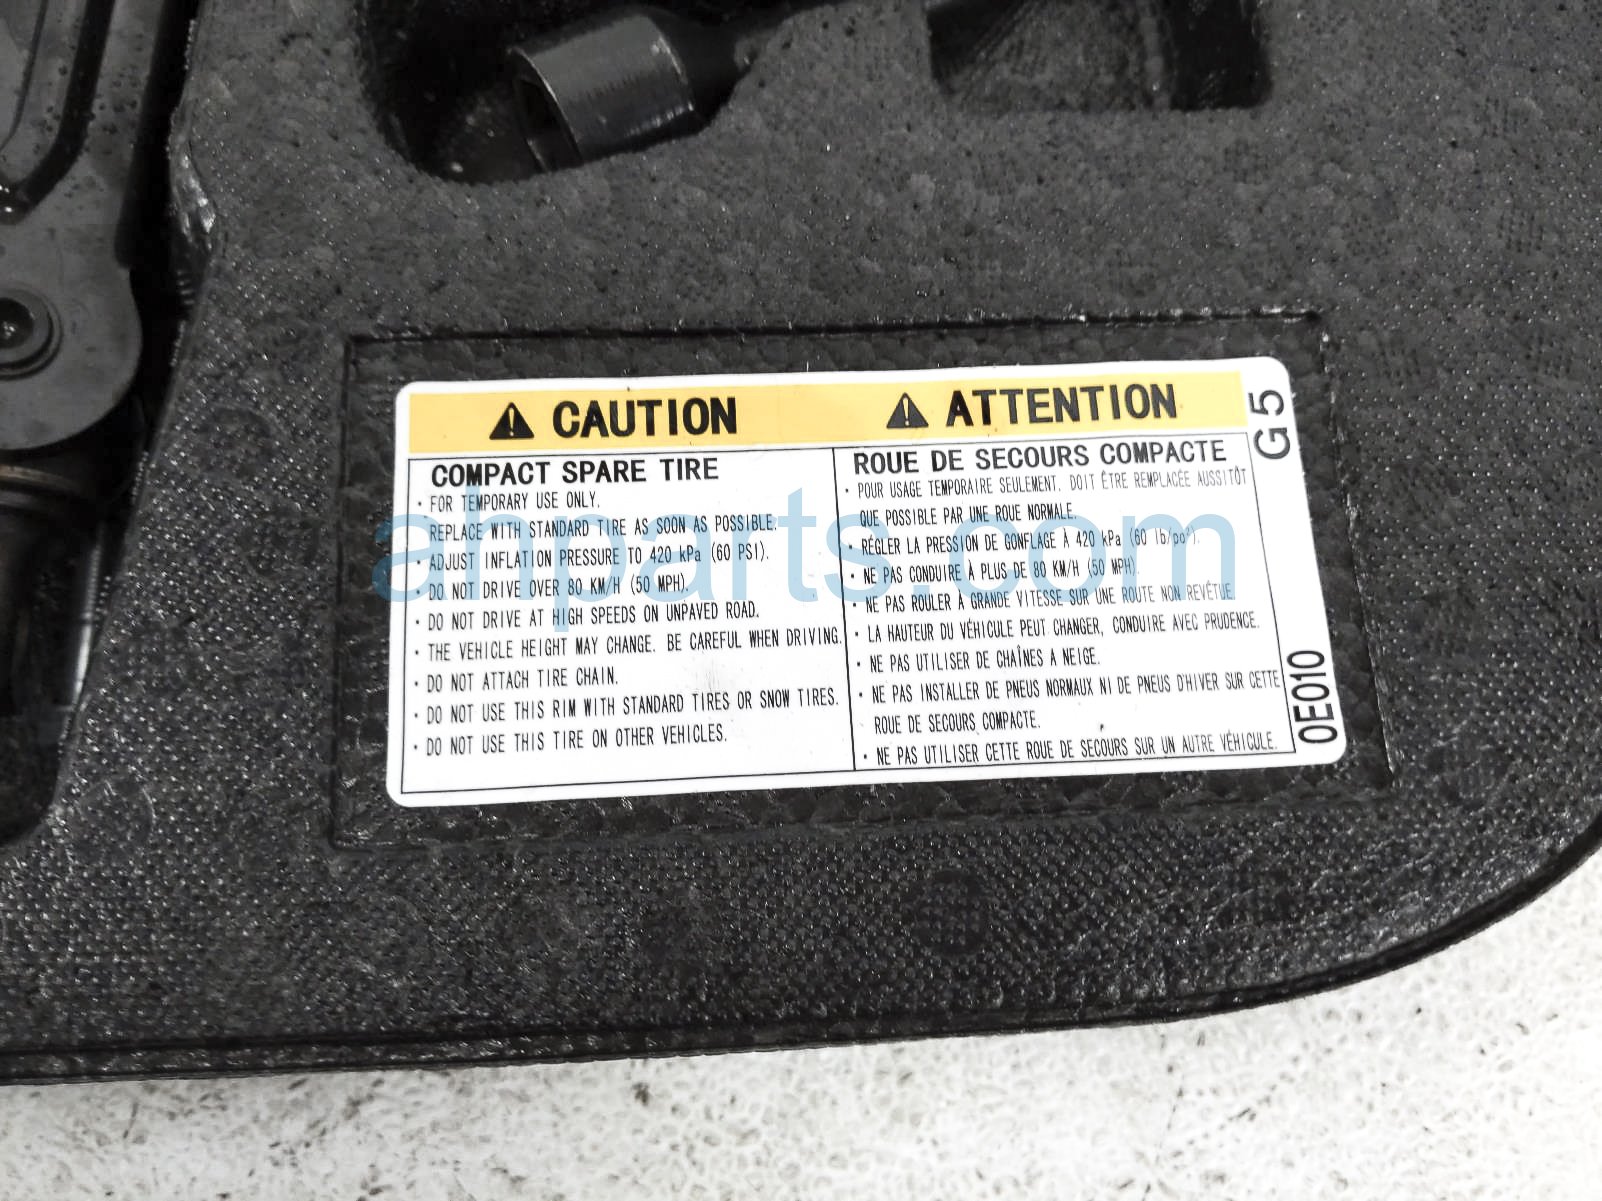 CAUTION
COMPACT SPARE TIRE
· FOR TEMPORARY USE ONLY.
REPLACE WITH STANDARD TIRE AS SOON AS POSSIBLE.
· ADJUST INFLATION PRESSURE TO 420 kPa (60 PSI).
· DO NOT DRIVE OVER 80 KM/H (50 MPH).
· DO NOT DRIVE AT HIGH SPEEDS ON UNPAVED ROAD.
· THE VEHICLE HEIGHT MAY CHANGE. BE CAREFUL WHEN DRIVING.
· DO NOT ATTACH TIRE CHAIN.
· DO NOT USE THIS RIM WITH STANDARD TIRES OR SNOW TIRES.
· DO NOT USE THIS TIRE ON OTHER VEHICLES.
ATTENTION
ROUE DE SECOURS COMPACTE
· POUR USAGE TEMPORAIRE SEULEMENT. DOIT ÊTRE REMPLACÉE AUSSITÔT
QUE POSSIBLE PAR UNE ROUE NORMALE.
· RÉGLER LA PRESSION DE GONFLAGE À 420 kPa (60 lb/po²).
· NE PAS CONDUIRE À PLUS DE 80 KM/H (50 MPH).
· NE PAS ROULER À GRANDE VITESSE SUR UNE ROUTE NON REVÊTUE.
· LA HAUTEUR DU VÉHICULE PEUT CHANGER, CONDUIRE AVEC PRUDENCE.
· NE PAS UTILISER DE CHAÎNES A NEIGE.
· NE PAS INSTALLER DE PNEUS NORMAUX NI DE PNEUS D'HIVER SUR CETTE
ROUE DE SECOURS COMPACTE.
· NE PAS UTILISER CETTE ROUE DE SECOURS SUR UN AUTRE VÉHICULE.
G5
0E010
ahparts.com